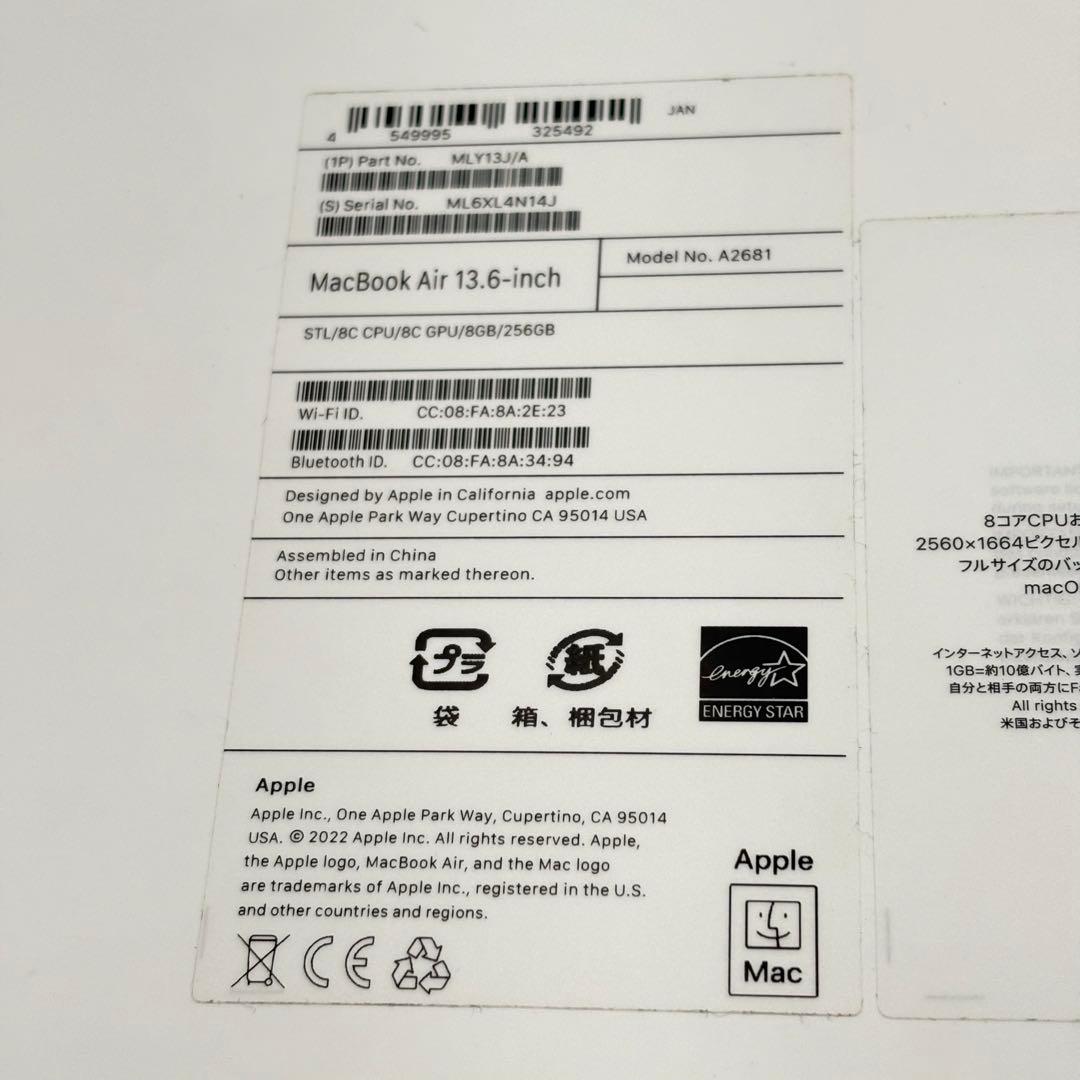 JAN
4 549995 325492
(1P) Part No. MLY13J/A
(S) Serial No. ML6XL4N14J
MacBook Air 13.6-inch
Model No. A2681
STL/8C CPU/8C GPU/8GB/256GB
Wi-Fi ID. CC:08:FA:8A:2E:23
Bluetooth ID. CC:08:FA:8A:34:94
Designed by Apple in California apple.com
One Apple Park Way Cupertino CA 95014 USA
Assembled in China
Other items as marked thereon.
プラ
紙
energy
ENERGY STAR
袋
箱、梱包材
Apple
Apple Inc., One Apple Park Way, Cupertino, CA 95014
USA. © 2022 Apple Inc. All rights reserved. Apple,
the Apple logo, MacBook Air, and the Mac logo
are trademarks of Apple Inc., registered in the U.S.
and other countries and regions.
CE
Apple
Mac
8コアCPUお
2560×1664ピクセル
フルサイズのバッ
macO
インターネットアクセス、ソ
1GB=約10億バイト、実
自分と相手の両方にFa
All rights
米国およびそ